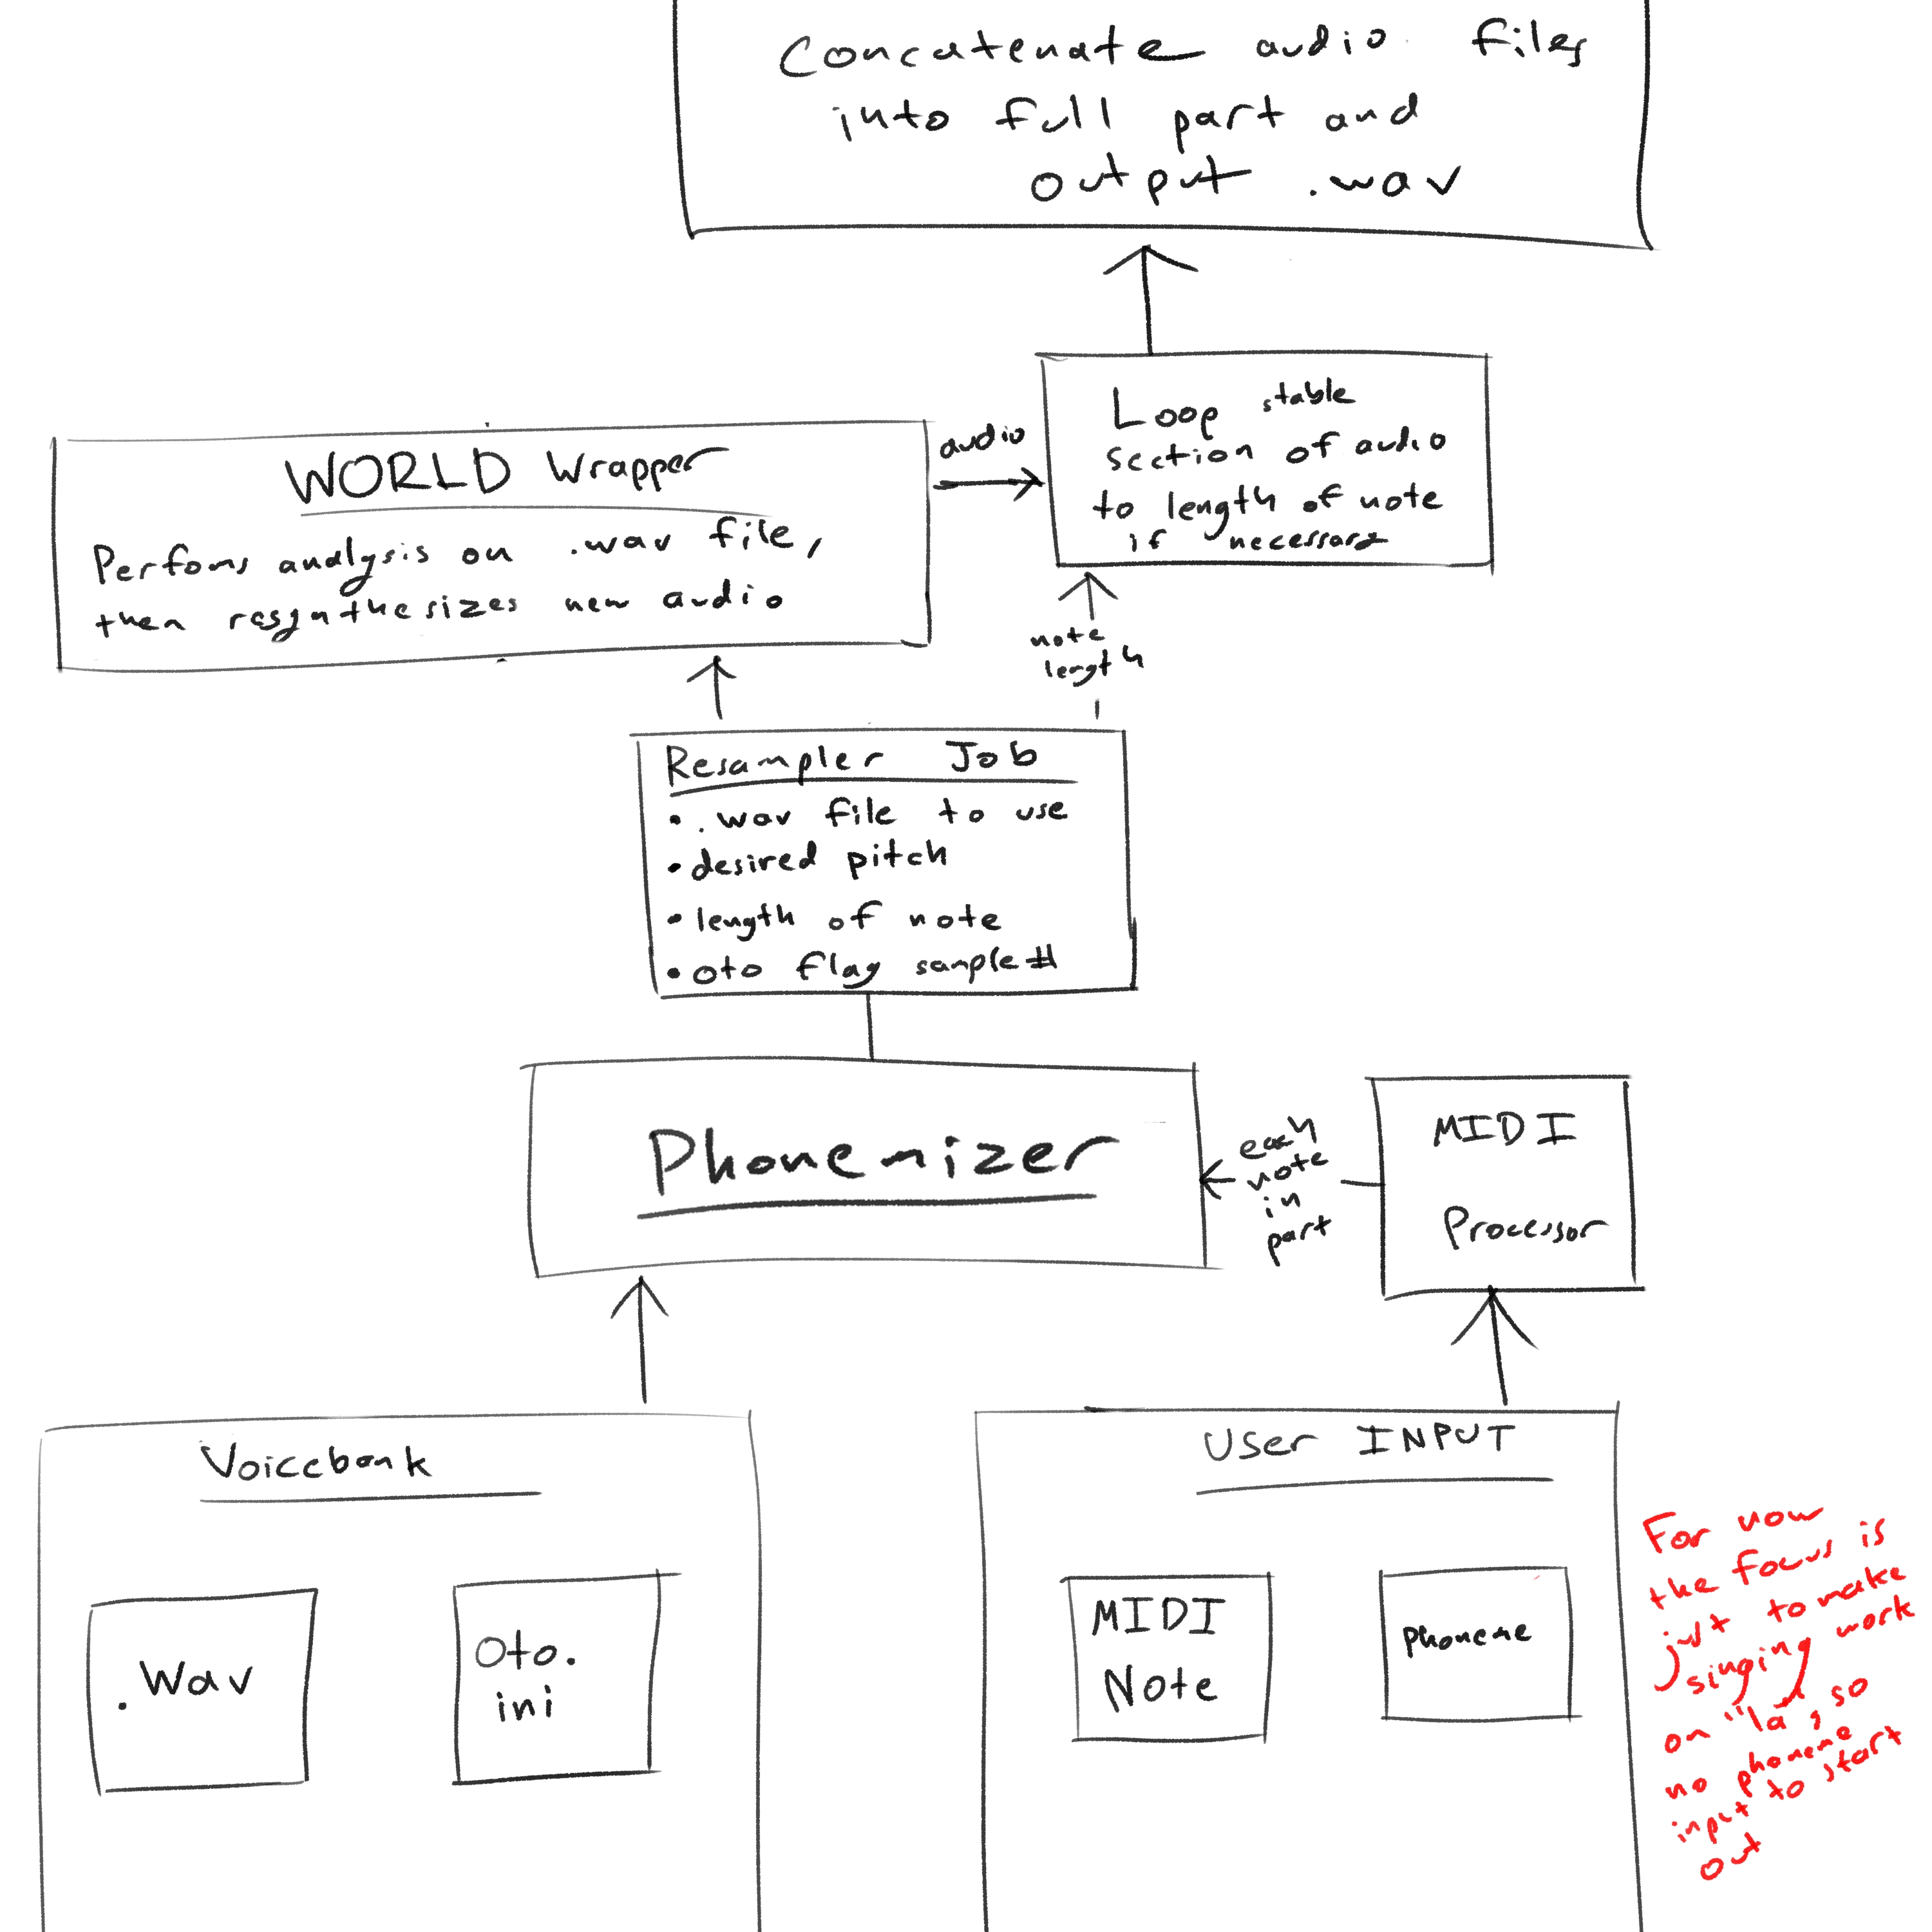 Concatenate audio files
into full part and
output .wav
Loop stable
section of audio
to length of note
if necessary
audio
WORLD Wrapper
Perfoms analysis on .wav file,
then resynthesizes new audio
note
length
Resampler Job
• .wav file to use
• desired pitch
• length of note
• oto flag sample#
Phonemizer
each
note
in
part
MIDI
Processor
Voicebank
.Wav
Oto.
ini
User INPUT
MIDI
Note
Phoneme
For now
the focus is
just to make
singing work
on "la", so
no phoneme
input to start
out